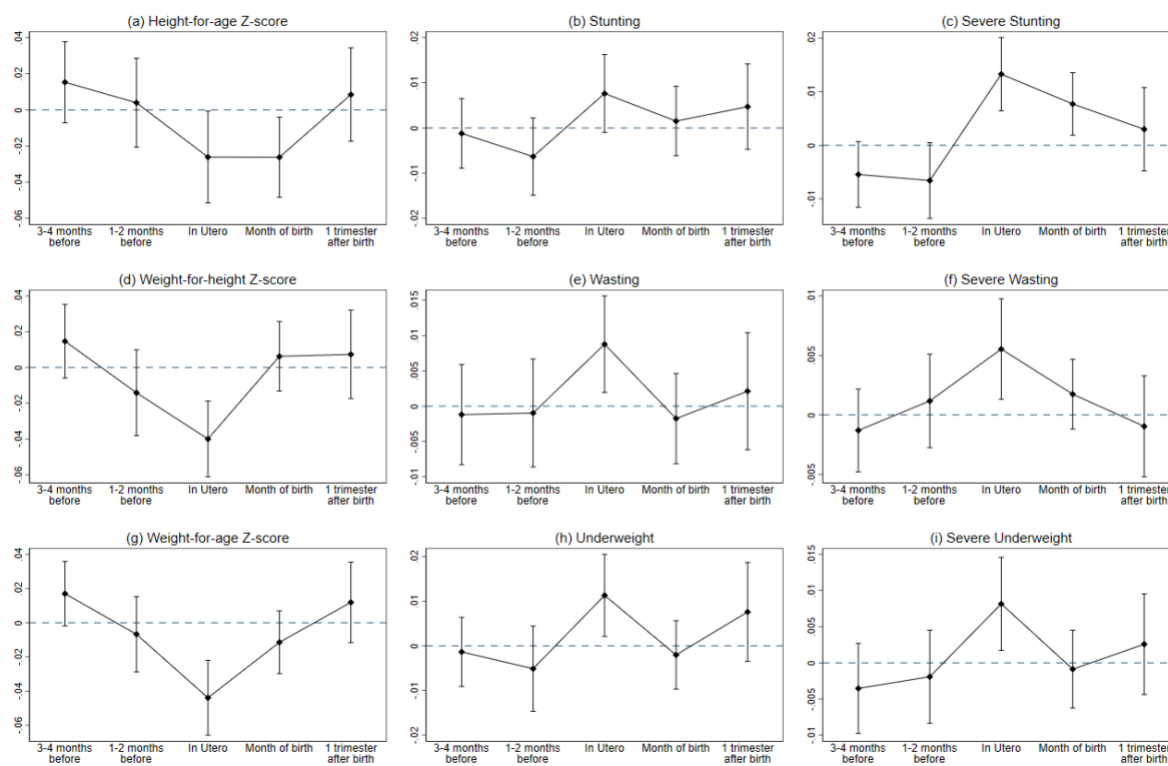 (a) Height-for-age Z-score
.04
.02
0
-.02
-.04
-.06
3-4 months before
1-2 months before
In Utero
Month of birth
1 trimester after birth
(b) Stunting
.02
.01
0
-.01
-.02
3-4 months before
1-2 months before
In Utero
Month of birth
1 trimester after birth
(c) Severe Stunting
.02
.01
0
-.01
3-4 months before
1-2 months before
In Utero
Month of birth
1 trimester after birth
(d) Weight-for-height Z-score
.04
.02
0
-.02
-.04
-.06
3-4 months before
1-2 months before
In Utero
Month of birth
1 trimester after birth
(e) Wasting
.015
.01
.005
0
-.005
-.01
3-4 months before
1-2 months before
In Utero
Month of birth
1 trimester after birth
(f) Severe Wasting
.01
.005
0
-.005
3-4 months before
1-2 months before
In Utero
Month of birth
1 trimester after birth
(g) Weight-for-age Z-score
.04
.02
0
-.02
-.04
-.06
3-4 months before
1-2 months before
In Utero
Month of birth
1 trimester after birth
(h) Underweight
.02
.01
0
-.01
-.02
3-4 months before
1-2 months before
In Utero
Month of birth
1 trimester after birth
(i) Severe Underweight
.015
.01
.005
0
-.005
-.01
3-4 months before
1-2 months before
In Utero
Month of birth
1 trimester after birth